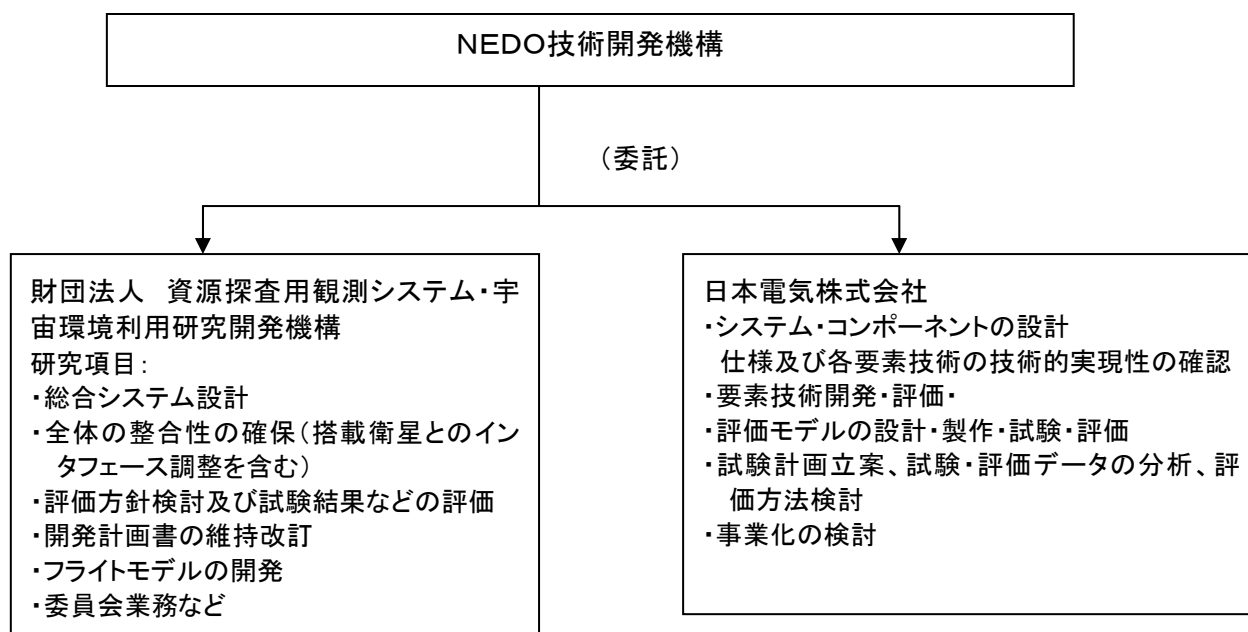 NEDO技術開発機構
(委託)
財団法人 資源探査用観測システム・宇
宙環境利用研究開発機構
研究項目:
・総合システム設計
・全体の整合性の確保(搭載衛星とのイン
タフェース調整を含む)
・評価方針検討及び試験結果などの評価
・開発計画書の維持改訂
・フライトモデルの開発
・委員会業務など
日本電気株式会社
・システム・コンポーネントの設計
仕様及び各要素技術の技術的実現性の確認
・要素技術開発・評価・
・評価モデルの設計・製作・試験・評価
・試験計画立案、試験・評価データの分析、評
価方法検討
・事業化の検討